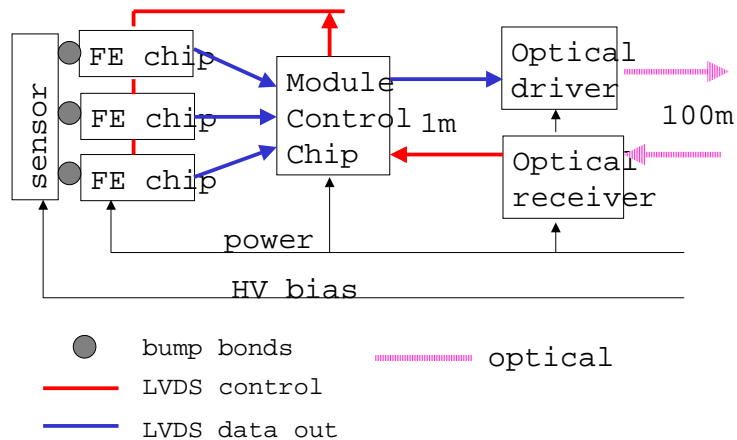 sensor
FE chip
FE chip
FE chip
Module
Control
Chip
1m
Optical
driver
Optical
receiver
100m
power
HV bias
bump bonds
LVDS control
LVDS data out
optical